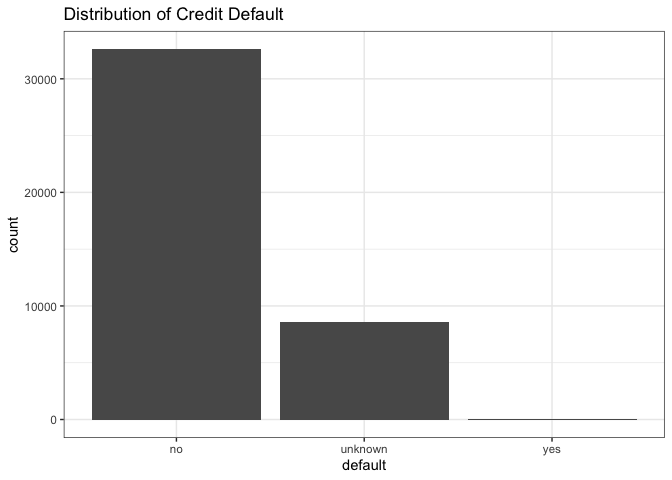 Distribution of Credit Default
30000
20000
10000
0
count
no unknown yes
default